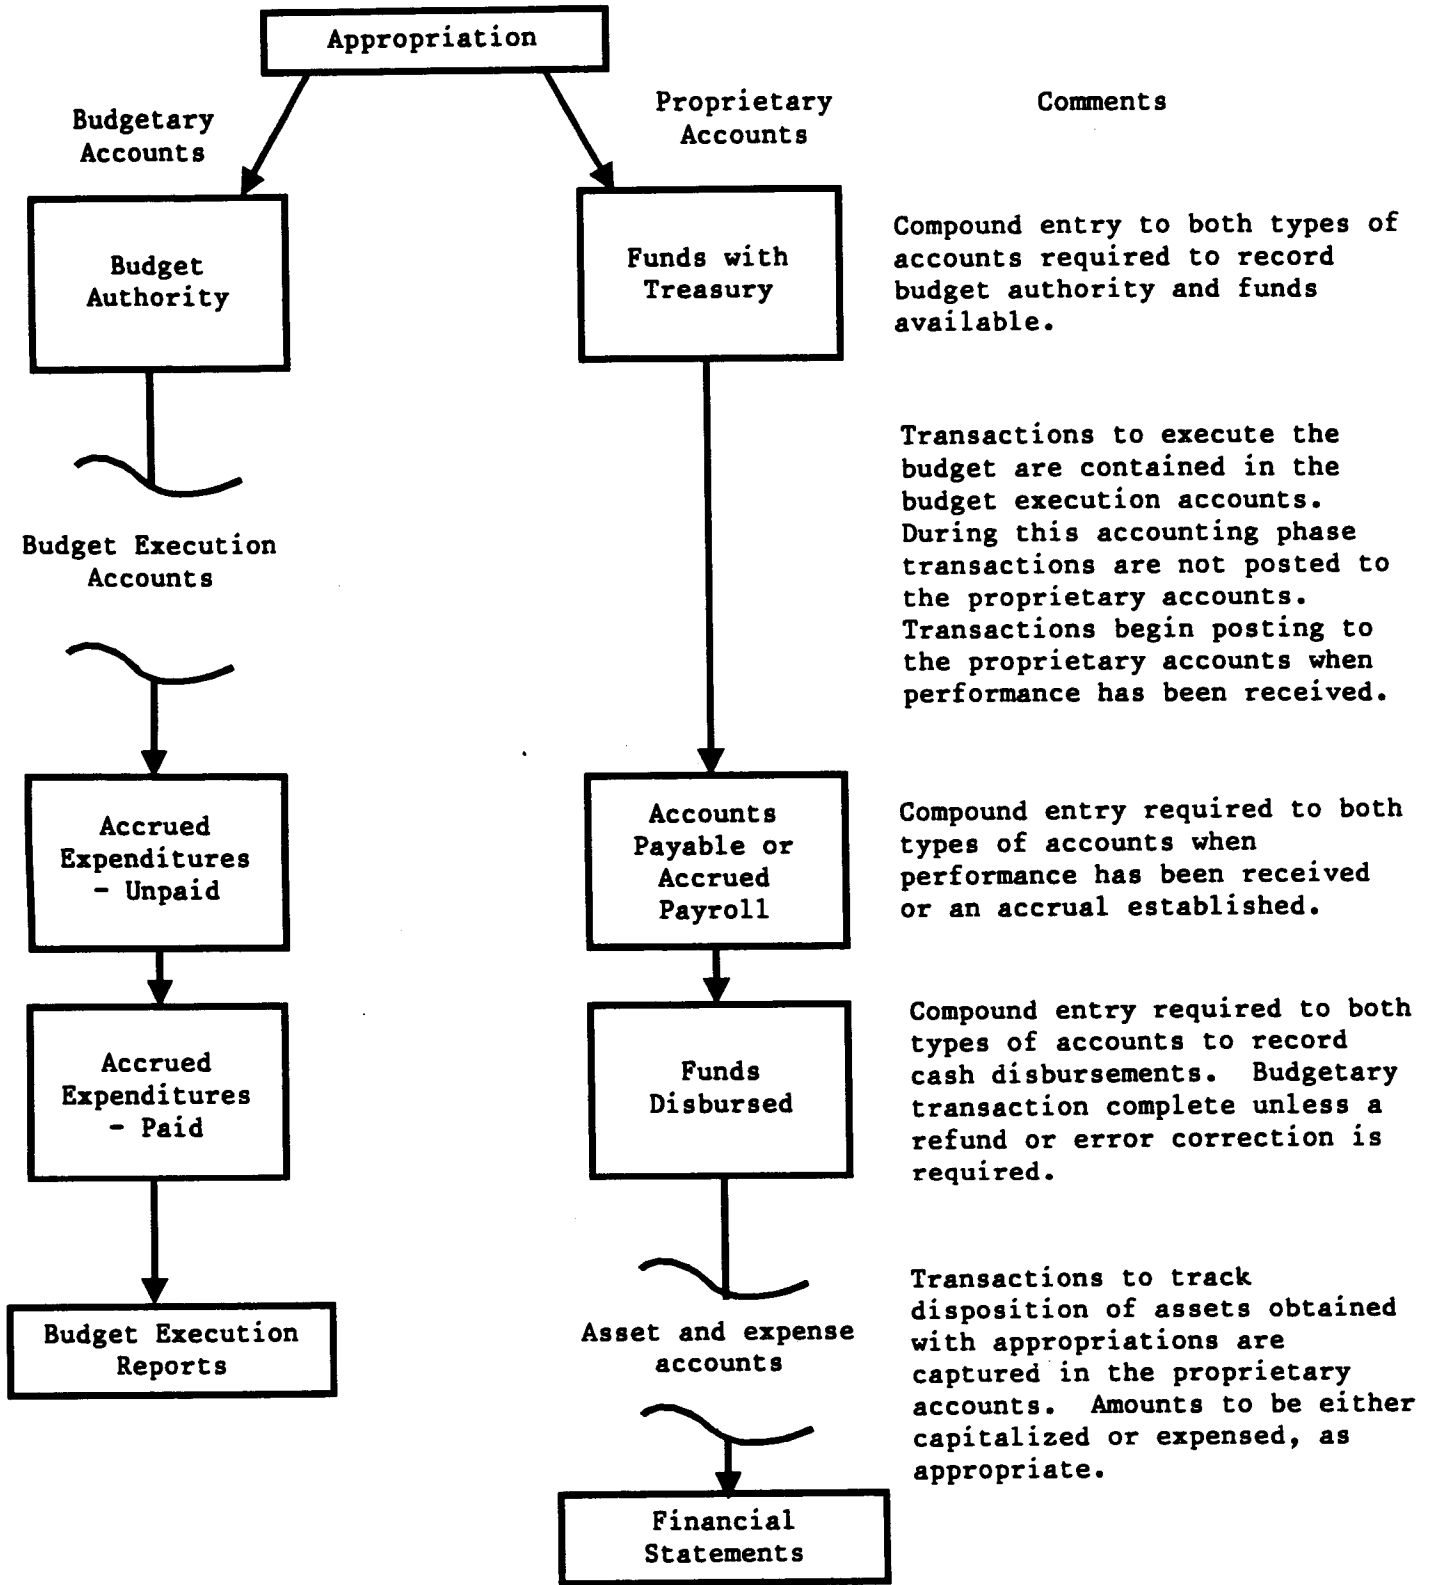 Appropriation
Budgetary
Accounts
Proprietary
Accounts
Comments
Budget
Authority
Funds with
Treasury
Compound entry to both types of
accounts required to record
budget authority and funds
available.
Budget Execution
Accounts
Transactions to execute the
budget are contained in the
budget execution accounts.
During this accounting phase
transactions are not posted to
the proprietary accounts.
Transactions begin posting to
the proprietary accounts when
performance has been received.
Accrued
Expenditures
- Unpaid
Accounts
Payable or
Accrued
Payroll
Compound entry required to both
types of accounts when
performance has been received
or an accrual established.
Accrued
Expenditures
- Paid
Funds
Disbursed
Compound entry required to both
types of accounts to record
cash disbursements. Budgetary
transaction complete unless a
refund or error correction is
required.
Budget Execution
Reports
Asset and expense
accounts
Transactions to track
disposition of assets obtained
with appropriations are
captured in the proprietary
accounts. Amounts to be either
capitalized or expensed, as
appropriate.
Financial
Statements